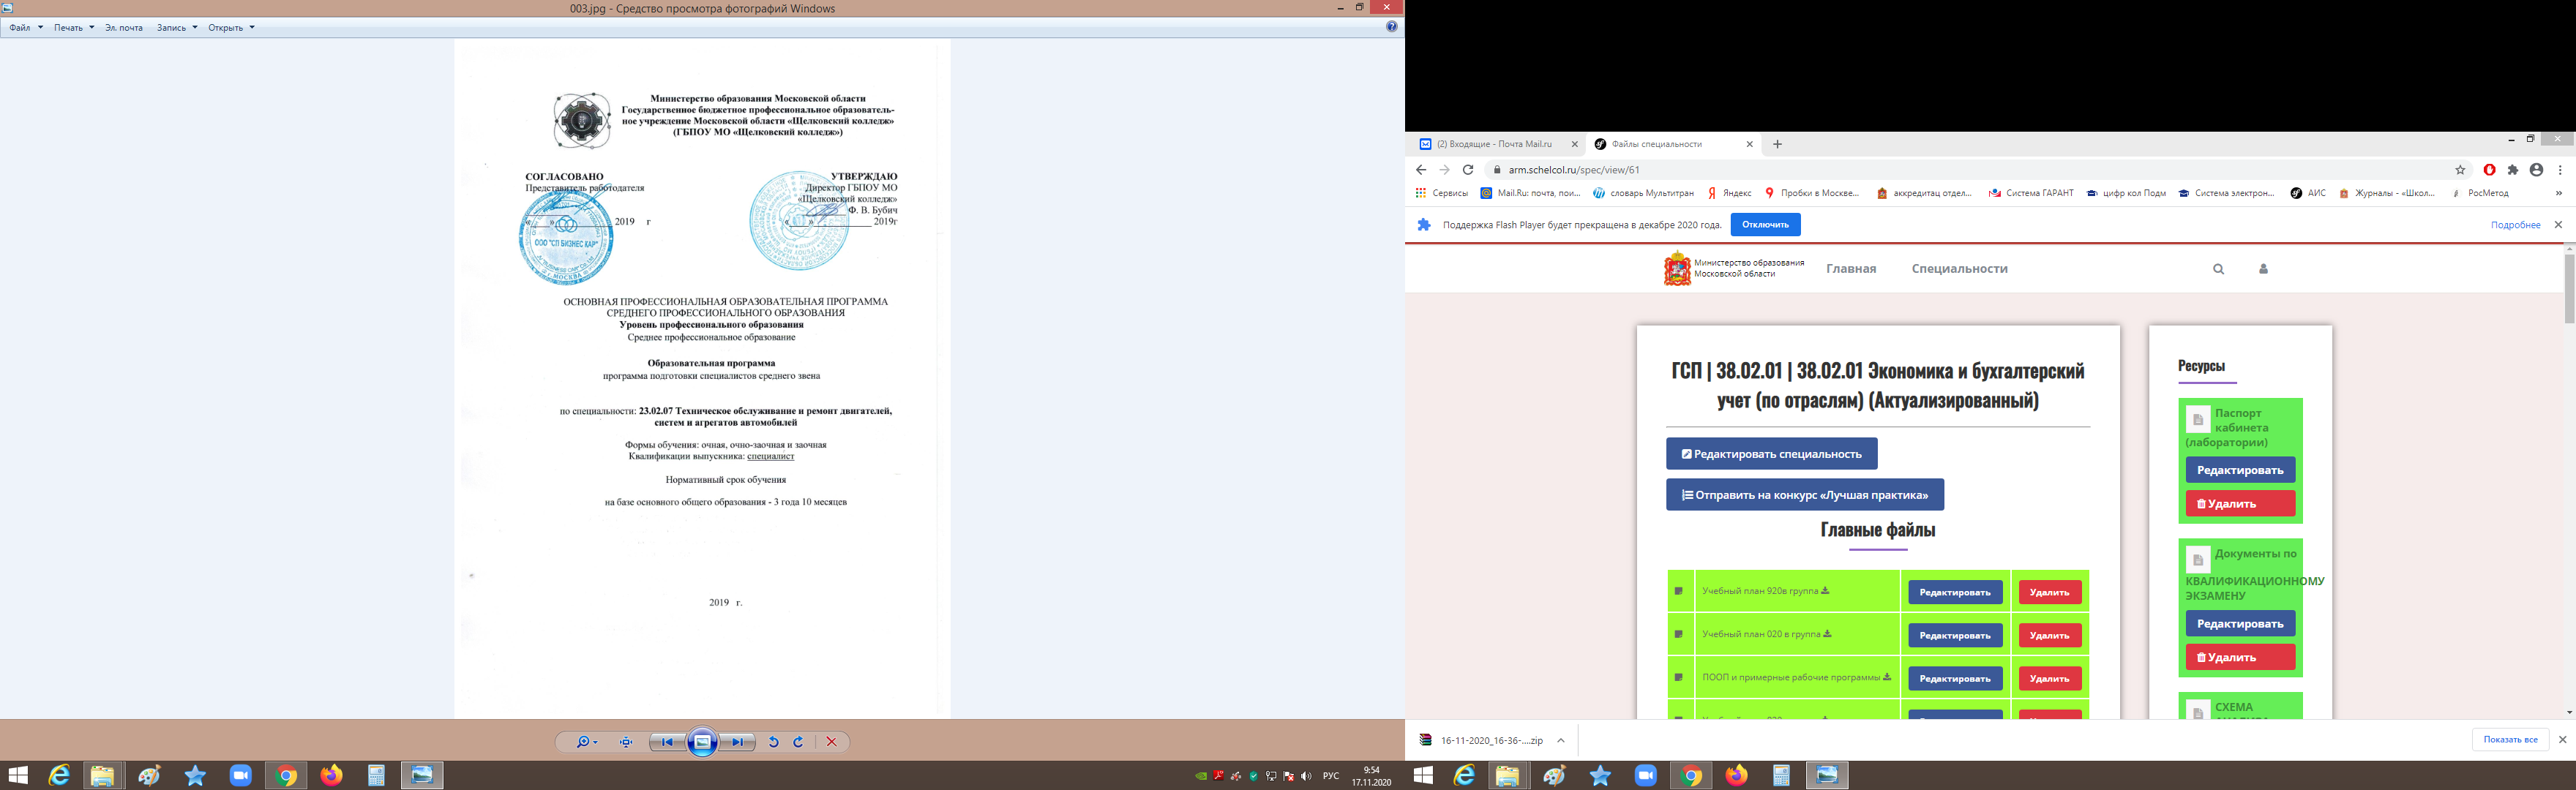 003.jpg - Средство просмотра фотографий Windows
Файл Печать Эл. почта Запись Открыть
Министерство образования Московской области
Государственное бюджетное профессиональное образователь-
ное учреждение Московской области «Щелковский колледж»
(ГБПОУ МО «Щелковский колледж»)
СОГЛАСОВАНО
Представитель работодателя
« » 2019 г
ООО "СП БИЗНЕС КАР"
МОСКВА
УТВЕРЖДАЮ
Директор ГБПОУ МО
«Щелковский колледж»
Ф. В. Бубич
« » 2019г
ОСНОВНАЯ ПРОФЕССИОНАЛЬНАЯ ОБРАЗОВАТЕЛЬНАЯ ПРОГРАММА
СРЕДНЕГО ПРОФЕССИОНАЛЬНОГО ОБРАЗОВАНИЯ
Уровень профессионального образования
Среднее профессиональное образование
Образовательная программа
программа подготовки специалистов среднего звена
по специальности: 23.02.07 Техническое обслуживание и ремонт двигателей,
систем и агрегатов автомобилей
Формы обучения: очная, очно-заочная и заочная
Квалификации выпускника: специалист
Нормативный срок обучения
на базе основного общего образования - 3 года 10 месяцев
2019 г.
РУС
9:54
17.11.2020
(2) Входящие - Почта Mail.ru
Файлы специальности
arm.schelcol.ru/spec/view/61
Сервисы Mail.Ru: почта, пои... словарь Мультитран Яндекс Пробки в Москве... аккредитац отдел... Система ГАРАНТ цифр кол Подм Система электрон... АИС Журналы - «Школ... РосМетод »
Поддержка Flash Player будет прекращена в декабре 2020 года. Отключить Подробнее
Министерство образования
Московской области
Главная Специальности
ГСП | 38.02.01 | 38.02.01 Экономика и бухгалтерский
учет (по отраслям) (Актуализированный)
Редактировать специальность
Отправить на конкурс «Лучшая практика»
Главные файлы
Учебный план 920в группа Редактировать Удалить
Учебный план 020 в группа Редактировать Удалить
ПООП и примерные рабочие программы Редактировать Удалить
Ресурсы
Паспорт
кабинета
(лаборатории)
Редактировать
Удалить
Документы по
КВАЛИФИКАЦИОННОМУ
ЭКЗАМЕНУ
Редактировать
Удалить
СХЕМА
16-11-2020_16-36-....zip
Показать все